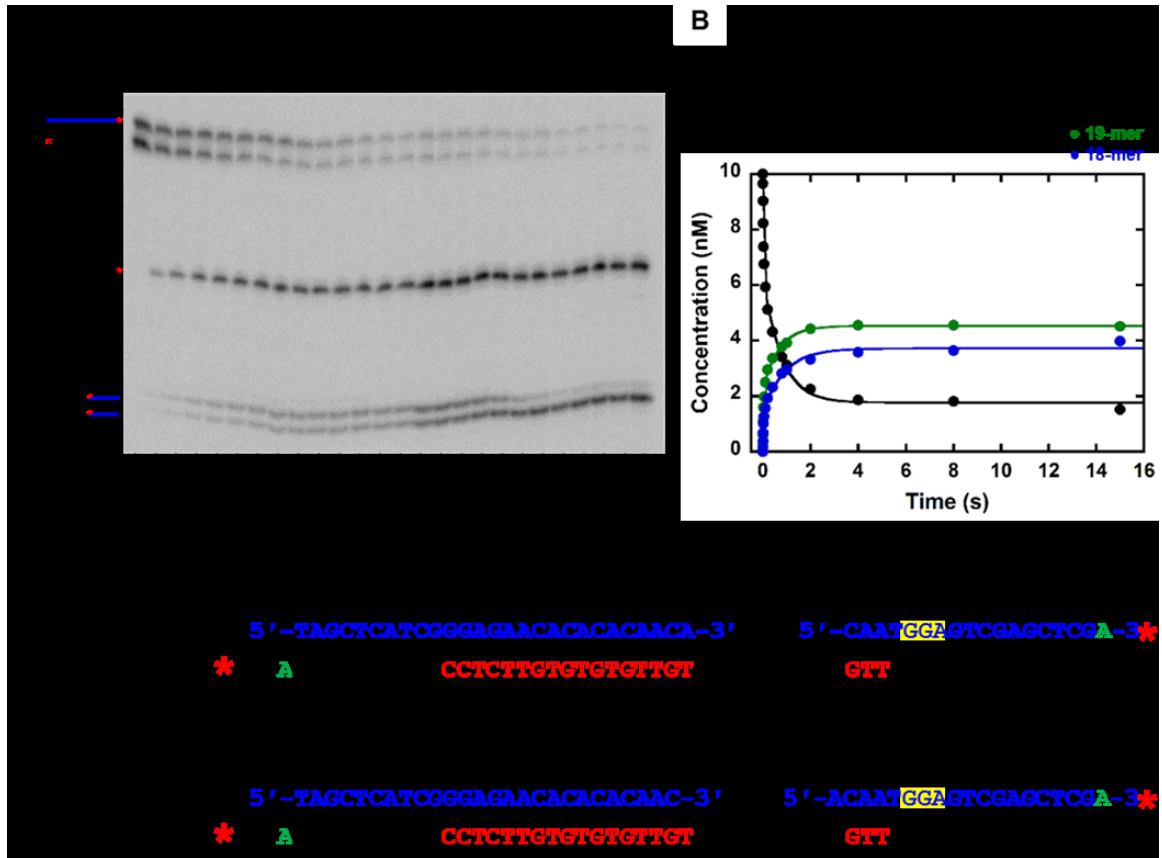 B
19-mer
18-mer
10
8
6
4
2
0
Concentration (nM)
0 2 4 6 8 10 12 14 16
Time (s)
5'-TAGCTCATCGGGAGAACACACACAACA-3' 5'-CAATGGAGTCGAGCTCGA-3*
* A CCTCTTGTGTGTGTTGT GTT
5'-TAGCTCATCGGGAGAACACACACAAC-3' 5'-ACAATGGAGTCGAGCTCGA-3*
* A CCTCTTGTGTGTGTTGT GTT